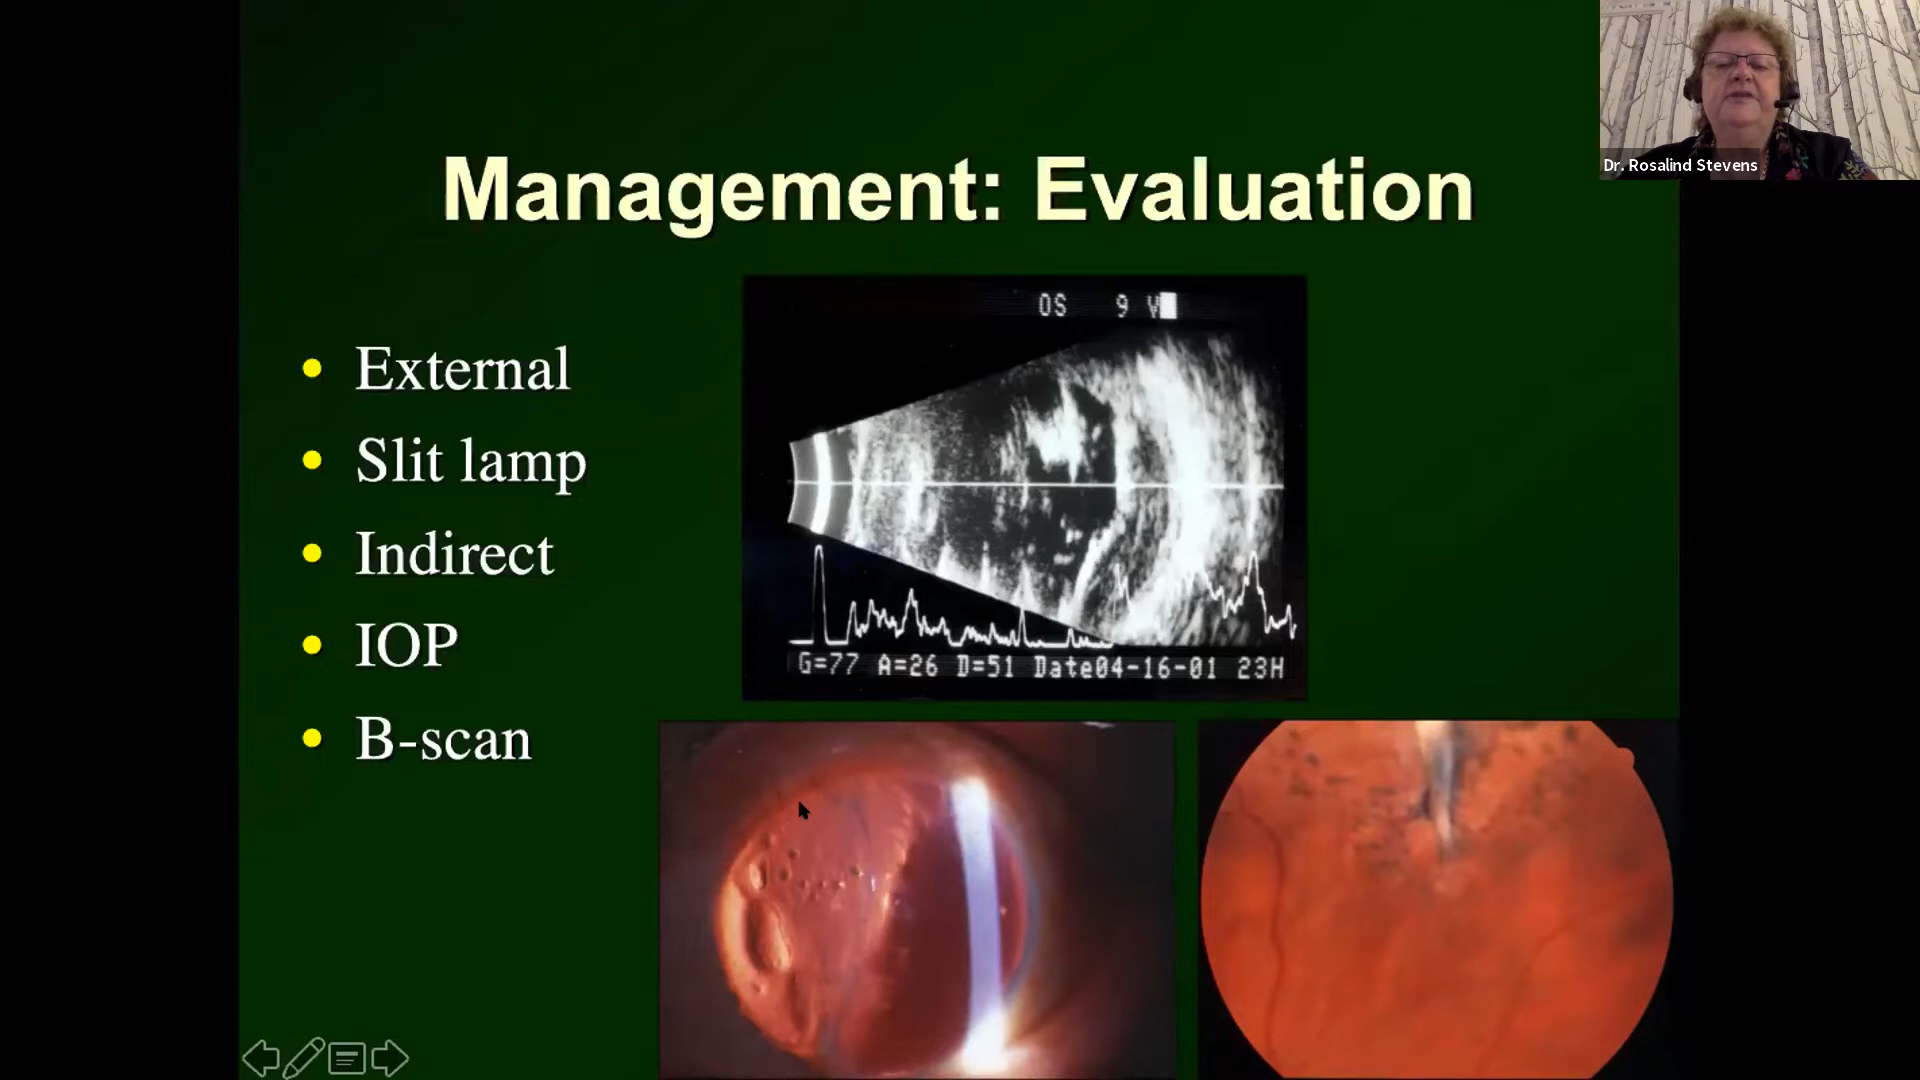 Dr. Rosalind Stevens
Management: Evaluation
External
Slit lamp
Indirect
IOP
B-scan
OS 9 V
G=77 A=26 D=51 Date04-16-01 23H